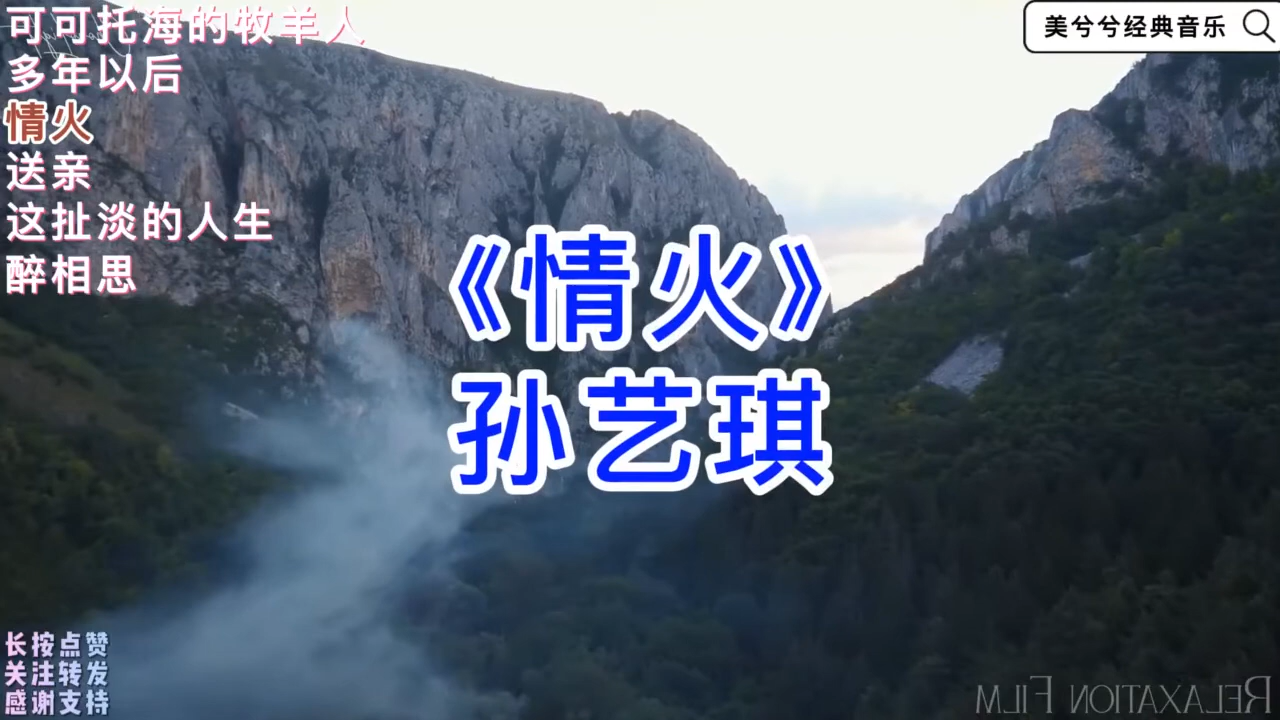 可可托海的牧羊人
多年以后
情火
送亲
这扯淡的人生
醉相思
美兮兮经典音乐
《情火》
孙艺琪
长按点赞
关注转发
感谢支持
RELAXATION FILM